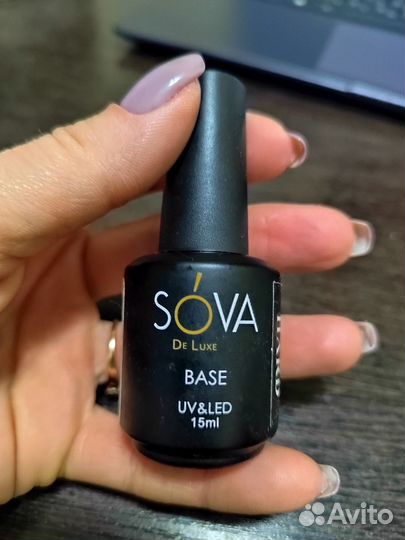 SÓVA
DE LUXE
BASE
UV&LED
15ml
Avito